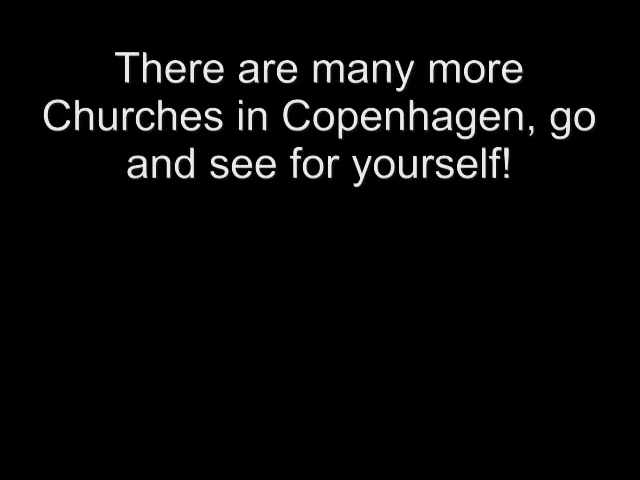 There are many more
Churches in Copenhagen, go
and see for yourself!